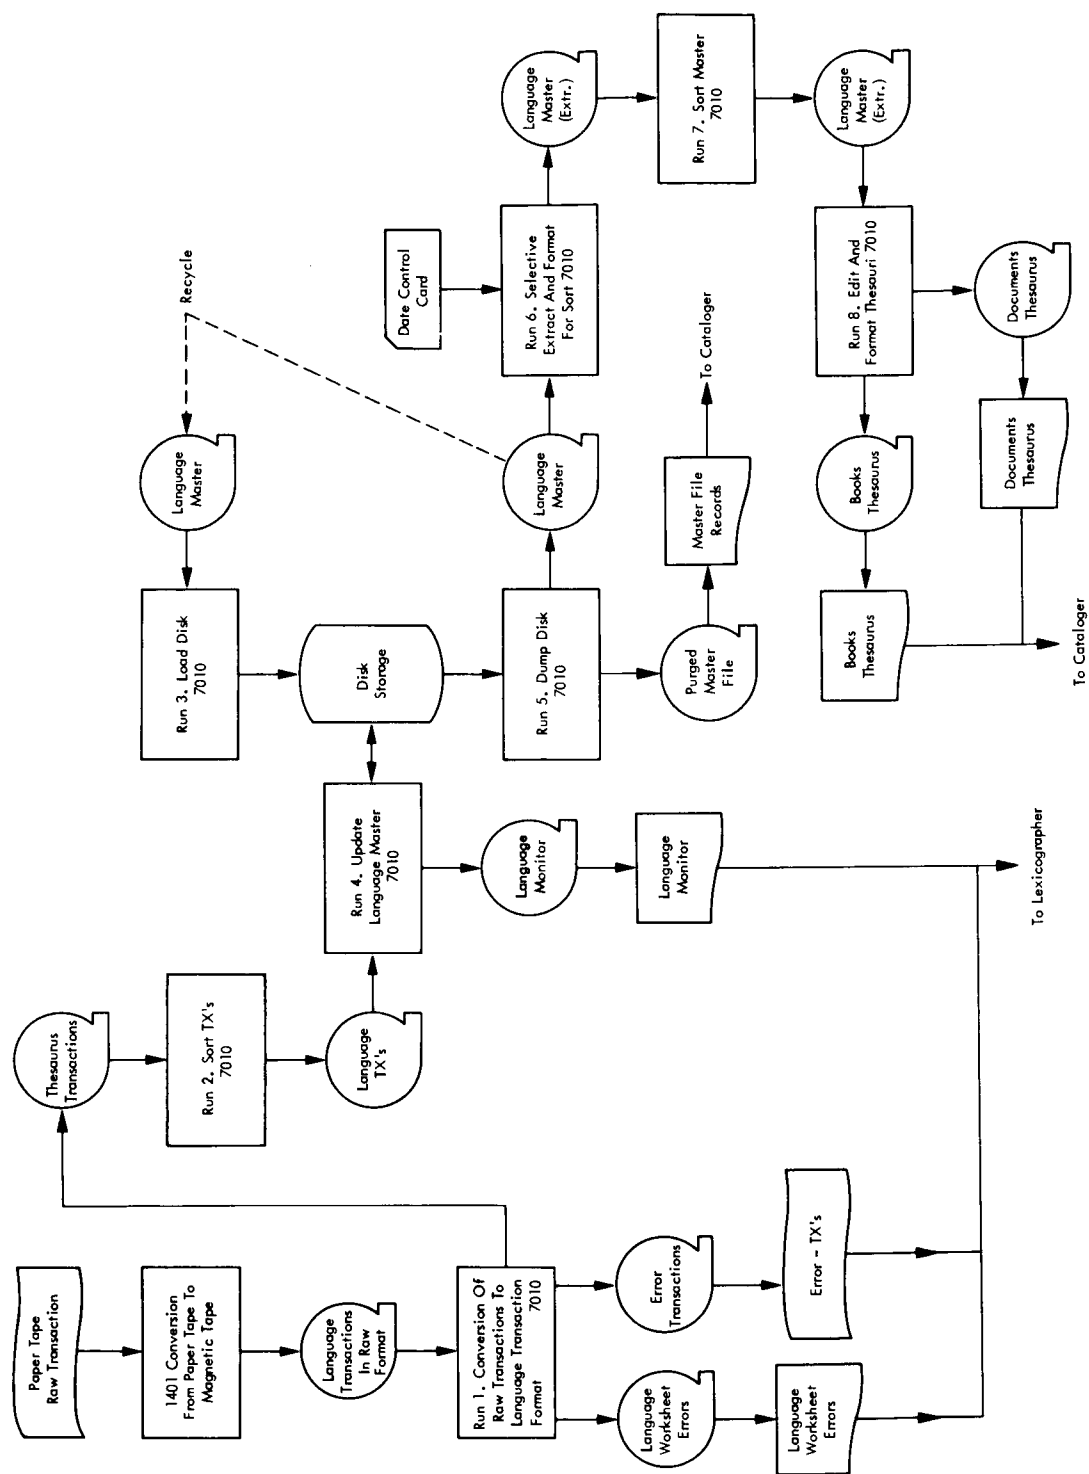 Paper Tape
Raw Transaction
1401 Conversion
From Paper Tape To
Magnetic Tape
Language
Transactions
In Raw
Format
Run 1. Conversion Of
Raw Transactions To
Language Transaction
Format 7010
Language
Worksheet
Errors
Language
Worksheet
Errors
Error
Transactions
Error - TX's
Thesaurus
Transactions
Run 2. Sort TX's
7010
Language
TX's
Run 4. Update
Language Master
7010
Language
Monitor
Language
Monitor
To Lexicographer
Recycle
Language
Master
Run 3. Load Disk
7010
Disk
Storage
Run 5. Dump Disk
7010
Purged
Master
File
Master File
Records
To Cataloger
Language
Master
Date Control
Card
Run 6. Selective
Extract And Format
For Sort 7010
Language
Master
(Extr.)
Run 7. Sort Master
7010
Language
Master
(Extr.)
Run 8. Edit And
Format Thesauri 7010
Books
Thesaurus
Books
Thesaurus
Documents
Thesaurus
Documents
Thesaurus
To Cataloger